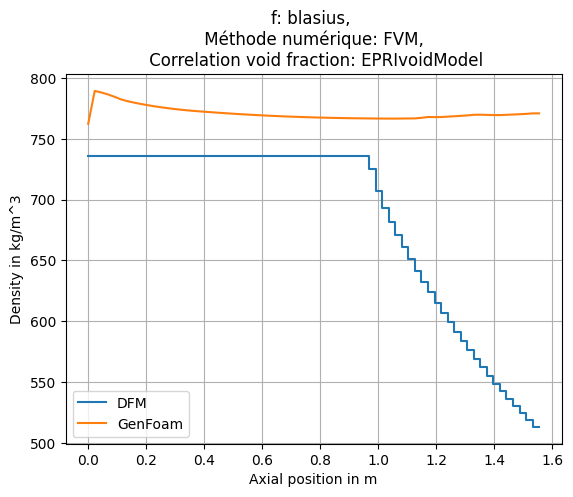 f: blasius,
Méthode numérique: FVM,
Correlation void fraction: EPRIvoidModel
800
750
700
650
600
550
500
Density in kg/m^3
DFM
GenFoam
0.0 0.2 0.4 0.6 0.8 1.0 1.2 1.4 1.6
Axial position in m